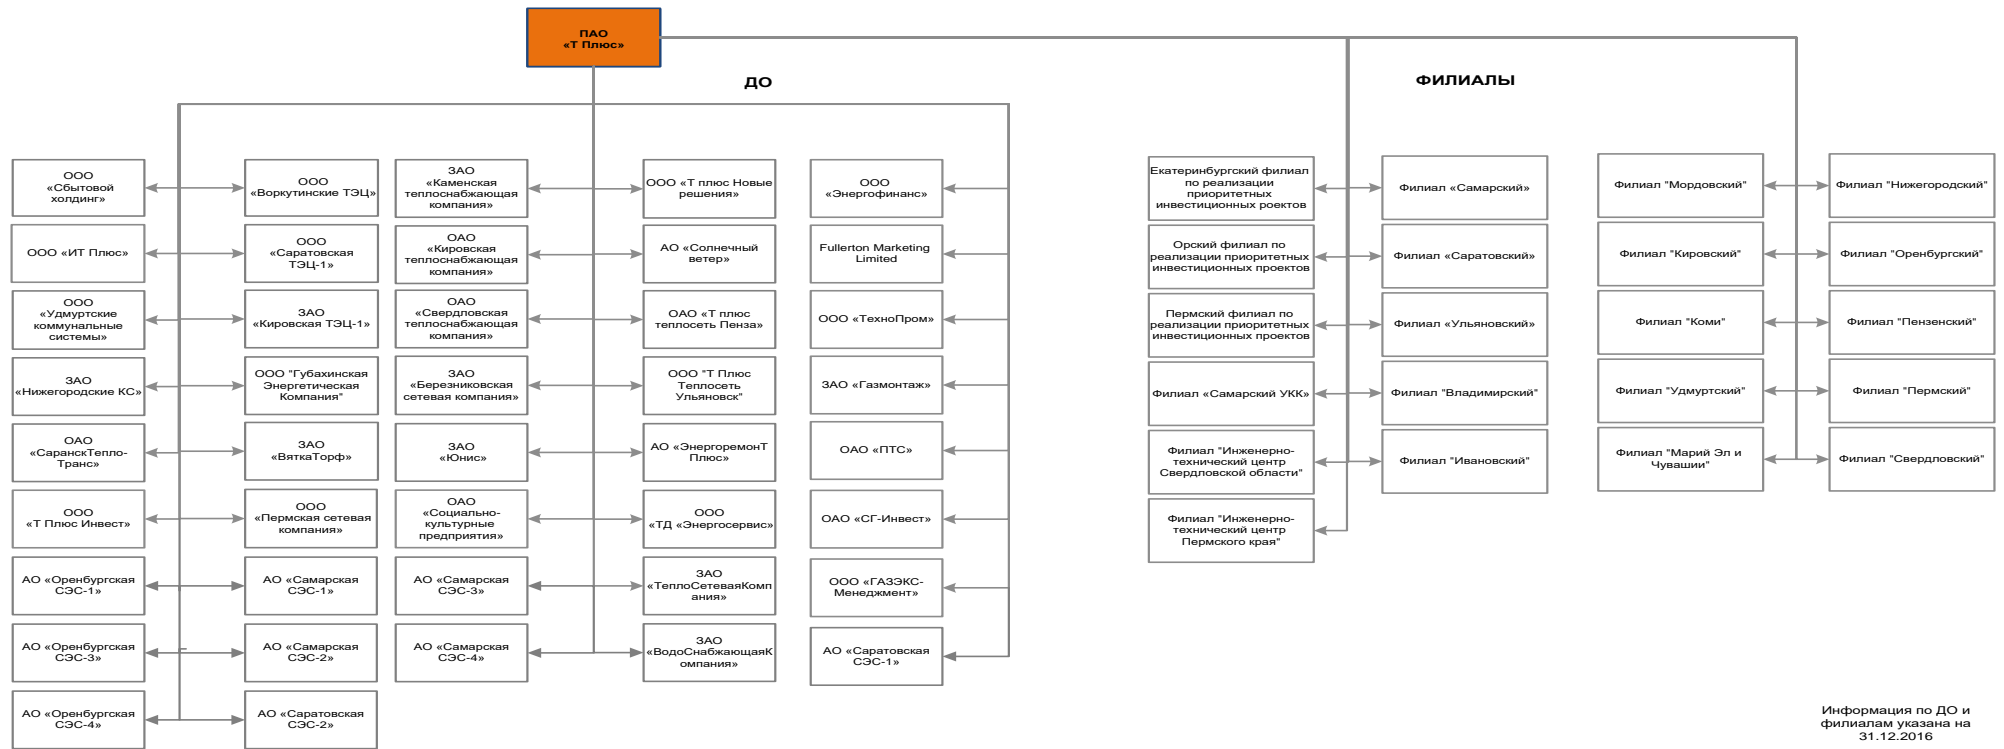 ПАО
«Т Плюс»
ДО
ФИЛИАЛЫ
ООО
«Сбытовой
холдинг»
ООО
«Воркутинские ТЭЦ»
ЗАО
«Каменская
теплоснабжающая
компания»
ООО «Т плюс Новые
решения»
ООО
«Энергофинанс»
ООО «ИТ Плюс»
ООО
«Саратовская
ТЭЦ-1»
ОАО
«Кировская
теплоснабжающая
компания»
АО «Солнечный
ветер»
Fullerton Marketing
Limited
ООО
«Удмуртские
коммунальные
системы»
ЗАО
«Кировская ТЭЦ-1»
ОАО
«Свердловская
теплоснабжающая
компания»
ОАО «Т плюс
теплосеть Пенза»
ООО «ТехноПром»
ЗАО
«Нижегородские КС»
ООО "Губахинская
Энергетическая
Компания"
ЗАО
«Березниковская
сетевая компания»
ООО "Т Плюс
Теплосеть
Ульяновск"
ЗАО «Газмонтаж»
ОАО
«СаранскТепло-
Транс»
ЗАО
«ВяткаТорф»
ЗАО
«Юнис»
АО «ЭнергоремонТ
Плюс»
ОАО «ПТС»
ООО
«Т Плюс Инвест»
ООО
«Пермская сетевая
компания»
ОАО
«Социально-
культурные
предприятия»
ООО
«ТД «Энергосервис»
ОАО «СГ-Инвест»
АО «Оренбургская
СЭС-1»
АО «Самарская
СЭС-1»
АО «Самарская
СЭС-3»
ЗАО
«ТеплоСетеваяКомп
ания»
ООО «ГАЗЭКС-
Менеджмент»
АО «Оренбургская
СЭС-3»
АО «Самарская
СЭС-2»
АО «Самарская
СЭС-4»
ЗАО
«ВодоСнабжающаяК
омпания»
АО «Саратовская
СЭС-1»
АО «Оренбургская
СЭС-4»
АО «Саратовская
СЭС-2»
Екатеринбургский филиал
по реализации
приоритетных
инвестиционных роектов
Филиал «Самарский»
Филиал "Мордовский"
Филиал "Нижегородский"
Орский филиал по
реализации приоритетных
инвестиционных проектов
Филиал «Саратовский»
Филиал "Кировский"
Филиал "Оренбургский"
Пермский филиал по
реализации приоритетных
инвестиционных проектов
Филиал «Ульяновский»
Филиал "Коми"
Филиал "Пензенский"
Филиал «Самарский УКК»
Филиал "Владимирский"
Филиал "Удмуртский"
Филиал "Пермский"
Филиал "Инженерно-
технический центр
Свердловской области"
Филиал "Ивановский"
Филиал "Марий Эл и
Чувашии"
Филиал "Свердловский"
Филиал "Инженерно-
технический центр
Пермского края"
Информация по ДО и
филиалам указана на
31.12.2016